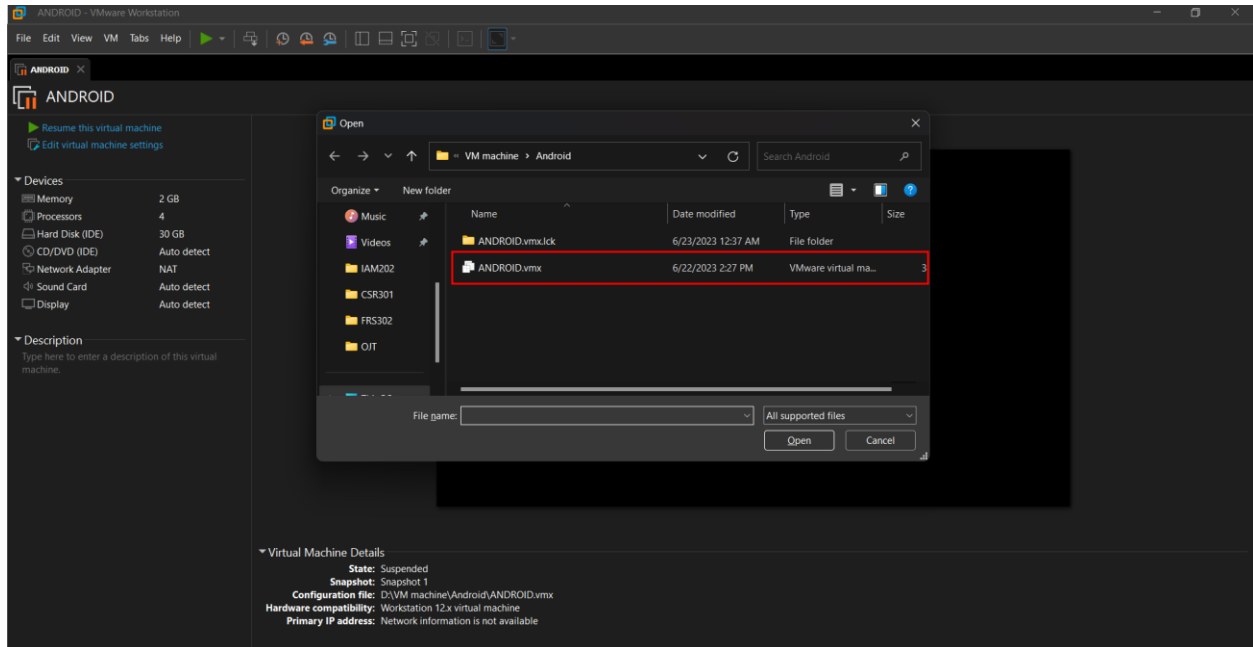 ANDROID - VMware Workstation
File Edit View VM Tabs Help
ANDROID
ANDROID
Resume this virtual machine
Edit virtual machine settings
Devices
Memory 2 GB
Processors 4
Hard Disk (IDE) 30 GB
CD/DVD (IDE) Auto detect
Network Adapter NAT
Sound Card Auto detect
Display Auto detect
Description
Type here to enter a description of this virtual
machine.
Open
« VM machine > Android
Search Android
Organize New folder
Music
Videos
IAM202
CSR301
FRS302
OJT
Name Date modified Type Size
ANDROID.vmx.lck 6/23/2023 12:37 AM File folder
ANDROID.vmx 6/22/2023 2:27 PM VMware virtual ma... 3
File name: All supported files
Open Cancel
Virtual Machine Details
State: Suspended
Snapshot: Snapshot 1
Configuration file: D:\VM machine\Android\ANDROID.vmx
Hardware compatibility: Workstation 12.x virtual machine
Primary IP address: Network information is not available